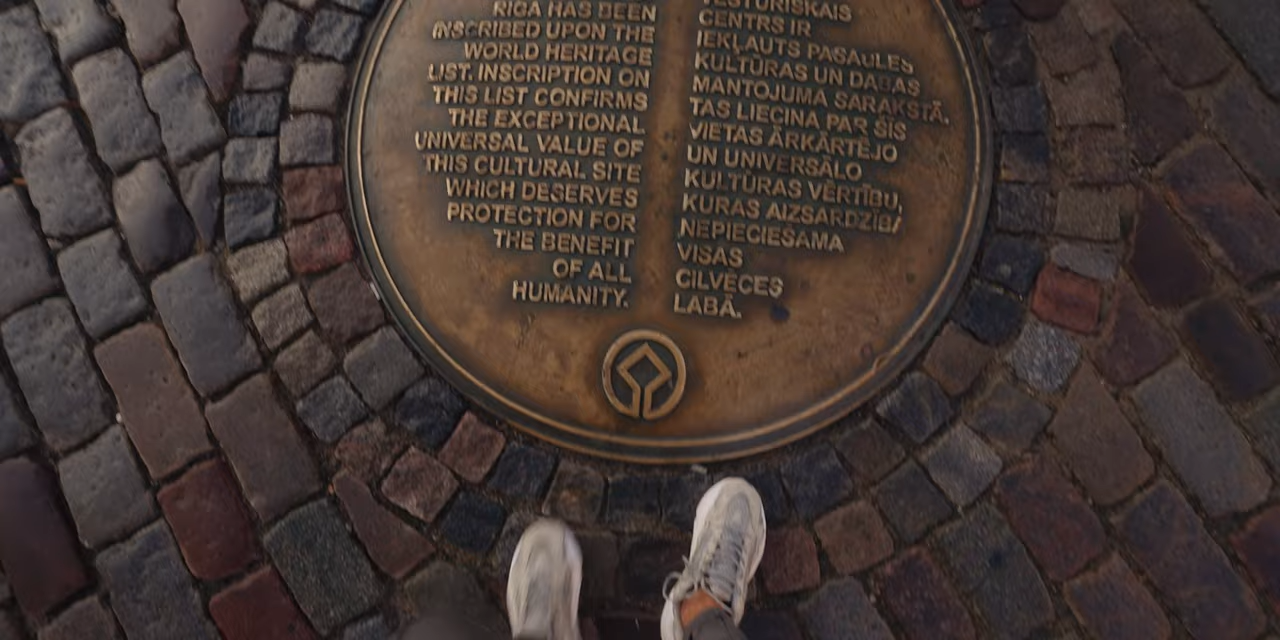 RIGA HAS BEEN
INSCRIBED UPON THE
WORLD HERITAGE
LIST. INSCRIPTION ON
THIS LIST CONFIRMS
THE EXCEPTIONAL
UNIVERSAL VALUE OF
THIS CULTURAL SITE
WHICH DESERVES
PROTECTION FOR
THE BENEFIT
OF ALL
HUMANITY.
VĒSTURISKAIS
CENTRS IR
IEKĻAUTS PASAULES
KULTŪRAS UN DABAS
MANTOJUMA SARAKSTĀ.
TAS LIECINA PAR ŠĪS
VIETAS ĀRKĀRTĒJO
UN UNIVERSĀLO
KULTŪRAS VĒRTĪBU,
KURAS AIZSARDZĪBA
NEPIECIEŠAMA
VISAS
CILVĒCES
LABĀ.